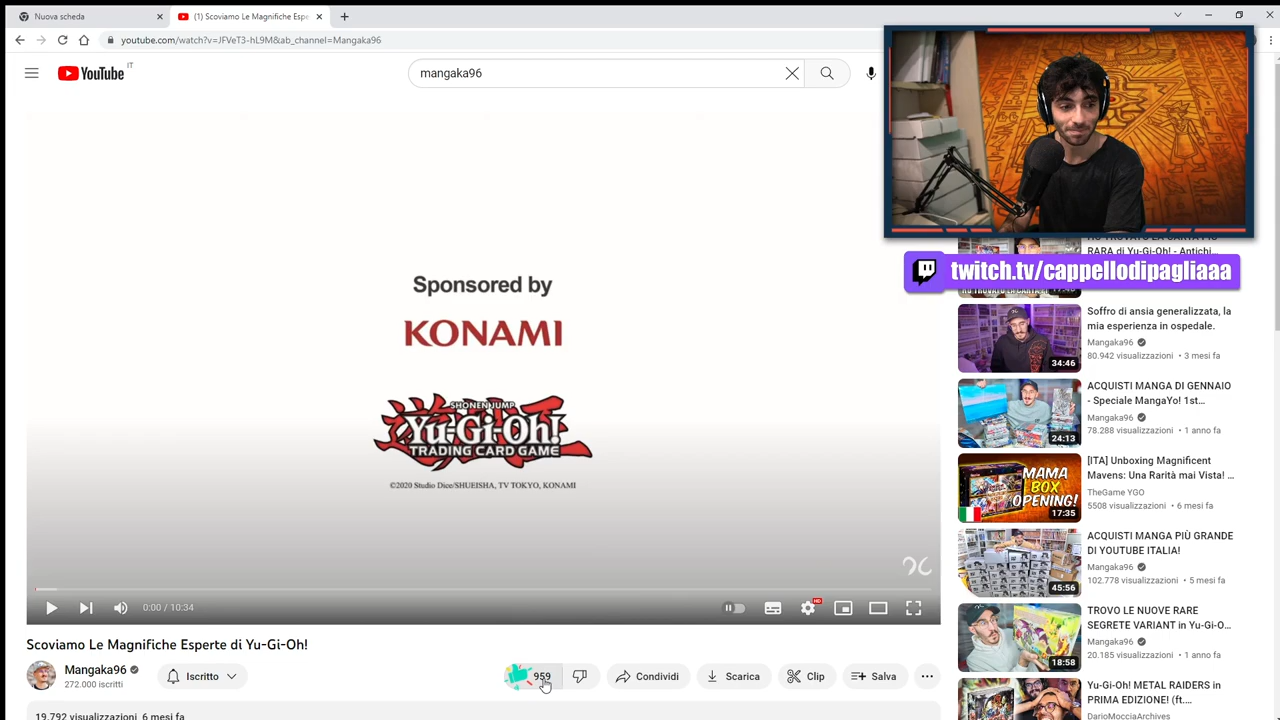 Nuova scheda
(1) Scoviamo Le Magnifiche Espe
youtube.com/watch?v=JFVeT3-hL9M&ab_channel=Mangaka96
YouTube IT
mangaka96
twitch.tv/cappellodipagliaaa
RARA di Yu-Gi-Oh! - Antichi...
Sponsored by
KONAMI
SHONEN JUMP
Yu-Gi-Oh!
TRADING CARD GAME
©2020 Studio Dice/SHUEISHA, TV TOKYO, KONAMI
0:00 / 10:34
HD
Scoviamo Le Magnifiche Esperte di Yu-Gi-Oh!
Mangaka96
272.000 iscritti
Iscritto
959
Condividi
Scarica
Clip
Salva
19.792 visualizzazioni 6 mesi fa
Soffro di ansia generalizzata, la
mia esperienza in ospedale.
Mangaka96
80.942 visualizzazioni • 3 mesi fa
34:46
ACQUISTI MANGA DI GENNAIO
- Speciale MangaYo! 1st...
Mangaka96
78.288 visualizzazioni • 1 anno fa
24:13
[ITA] Unboxing Magnificent
Mavens: Una Rarità mai Vista! ...
TheGame YGO
5508 visualizzazioni • 6 mesi fa
MAMA
BOX
OPENING!
17:35
ACQUISTI MANGA PIÙ GRANDE
DI YOUTUBE ITALIA!
Mangaka96
102.778 visualizzazioni • 5 mesi fa
45:56
TROVO LE NUOVE RARE
SEGRETE VARIANT in Yu-Gi-O...
Mangaka96
20.185 visualizzazioni • 1 anno fa
18:58
Yu-Gi-Oh! METAL RAIDERS in
PRIMA EDIZIONE! (ft.
DarioMocciaArchives